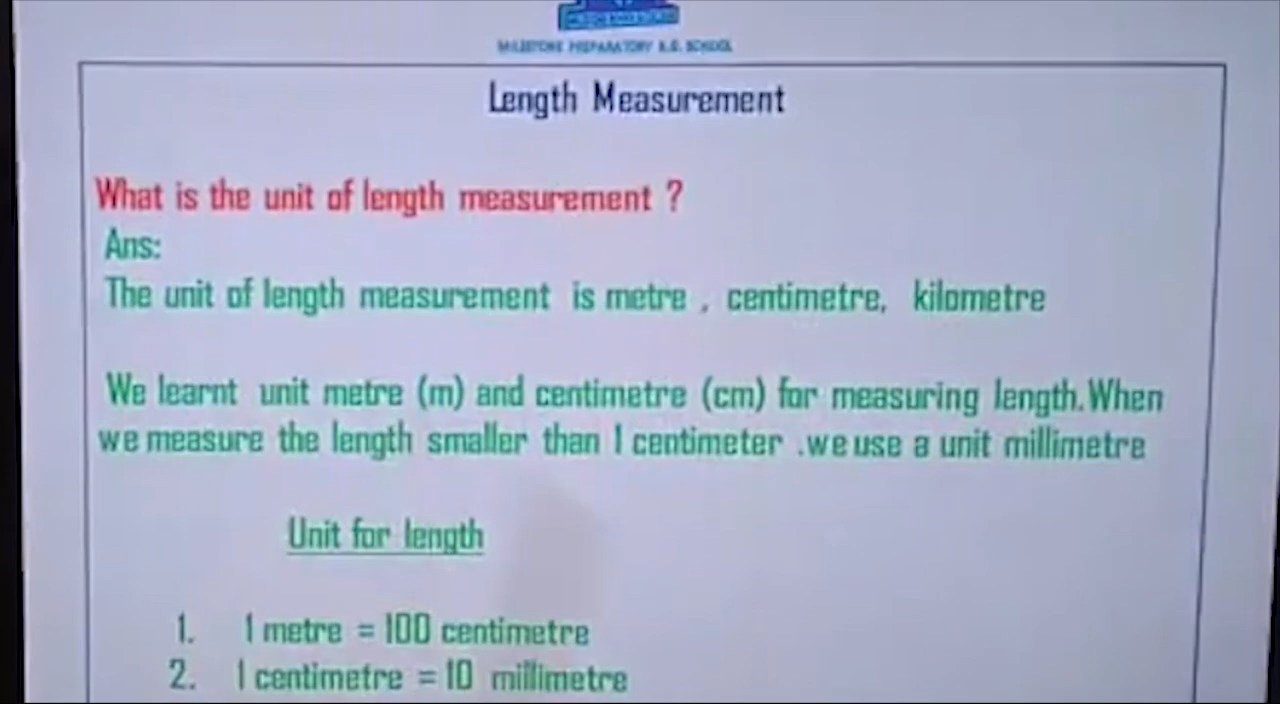 MILESTONE PREPARATORY K.G. SCHOOL
Length Measurement
What is the unit of length measurement ?
Ans:
The unit of length measurement is metre , centimetre, kilometre
We learnt unit metre (m) and centimetre (cm) for measuring length.When
we measure the length smaller than 1 centimeter .we use a unit millimetre
Unit for length
1. 1 metre = 100 centimetre
2. 1 centimetre = 10 millimetre